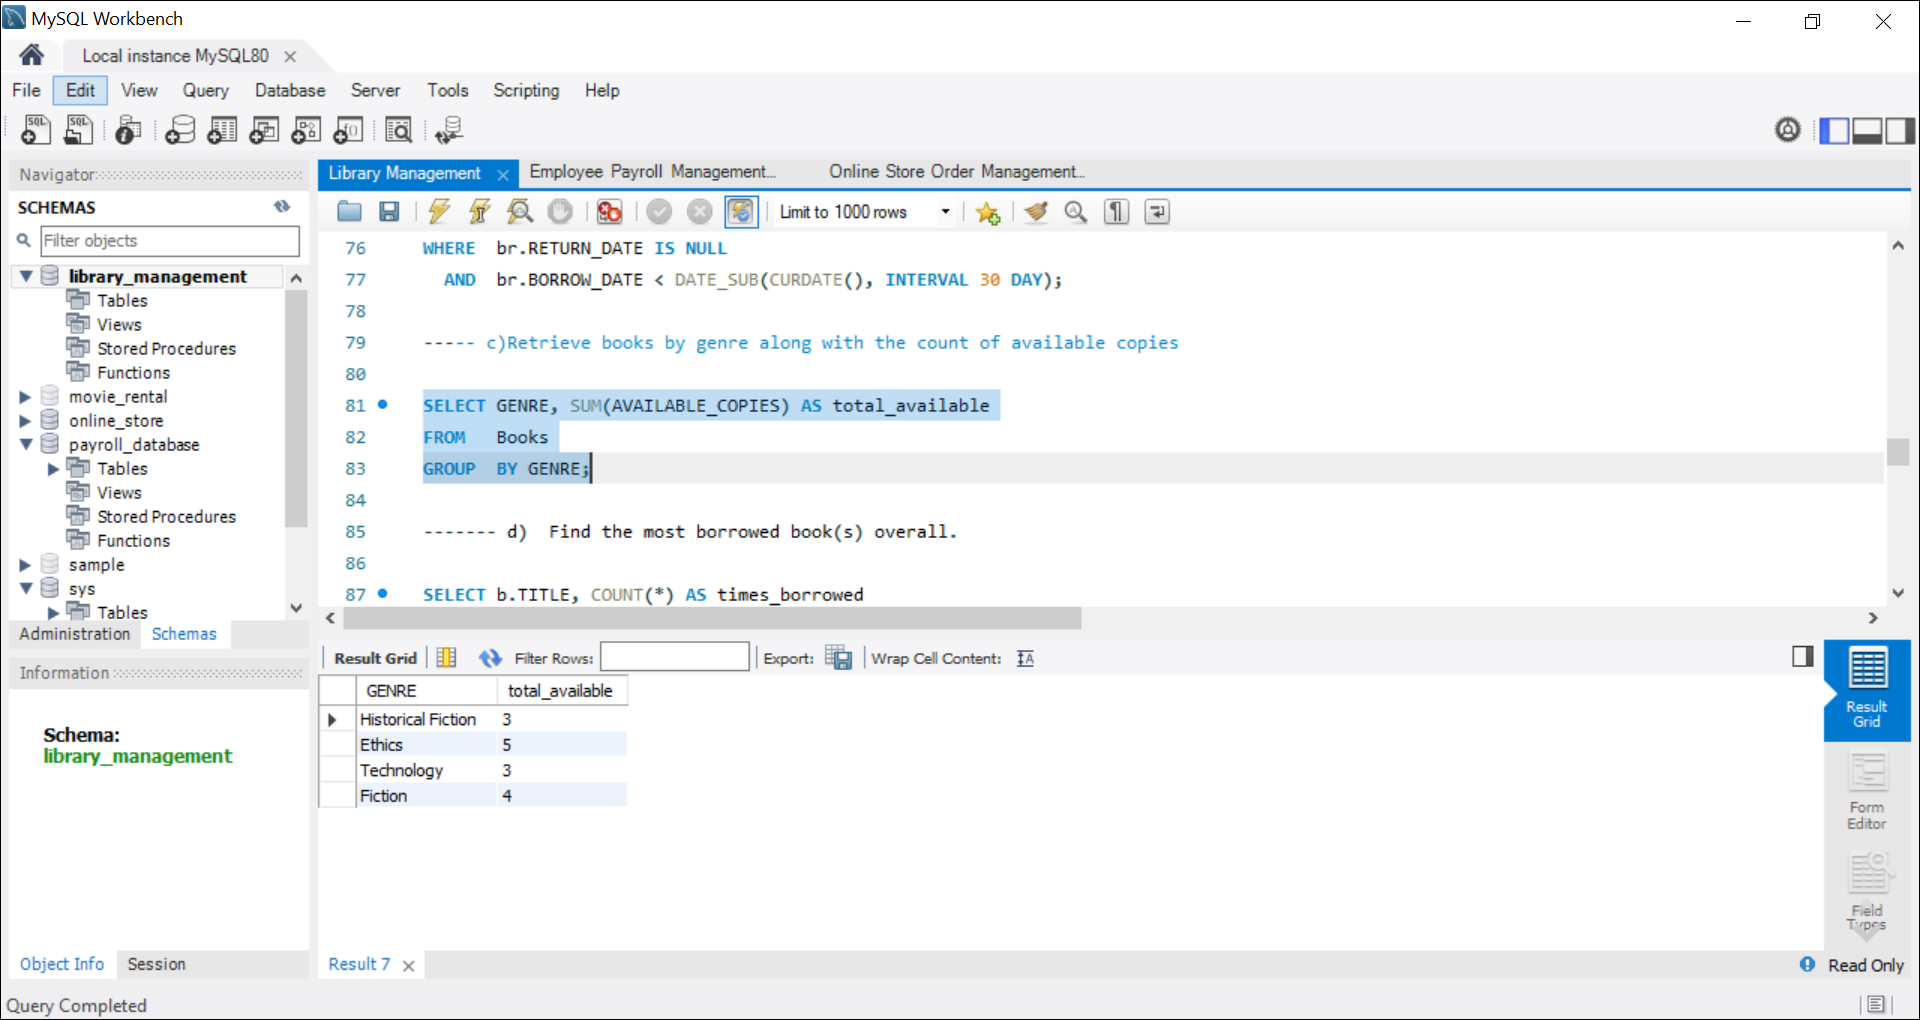 MySQL Workbench
Local instance MySQL80
File Edit View Query Database Server Tools Scripting Help
SQL SQL
Navigator
SCHEMAS
Filter objects
library_management
Tables
Views
Stored Procedures
Functions
movie_rental
online_store
payroll_database
Tables
Views
Stored Procedures
Functions
sample
sys
Tables
Administration Schemas
Information
Schema:
library_management
Object Info Session
Library Management Employee Payroll Management... Online Store Order Management...
Limit to 1000 rows
76 WHERE br.RETURN_DATE IS NULL
77 AND br.BORROW_DATE < DATE_SUB(CURDATE(), INTERVAL 30 DAY);
78
79 ----- c)Retrieve books by genre along with the count of available copies
80
81 SELECT GENRE, SUM(AVAILABLE_COPIES) AS total_available
82 FROM Books
83 GROUP BY GENRE;
84
85 ------- d) Find the most borrowed book(s) overall.
86
87 SELECT b.TITLE, COUNT(*) AS times_borrowed
Result Grid Filter Rows: Export: Wrap Cell Content:
GENRE total_available
Historical Fiction 3
Ethics 5
Technology 3
Fiction 4
Result
Grid
Form
Editor
Field
Types
Result 7
Read Only
Query Completed